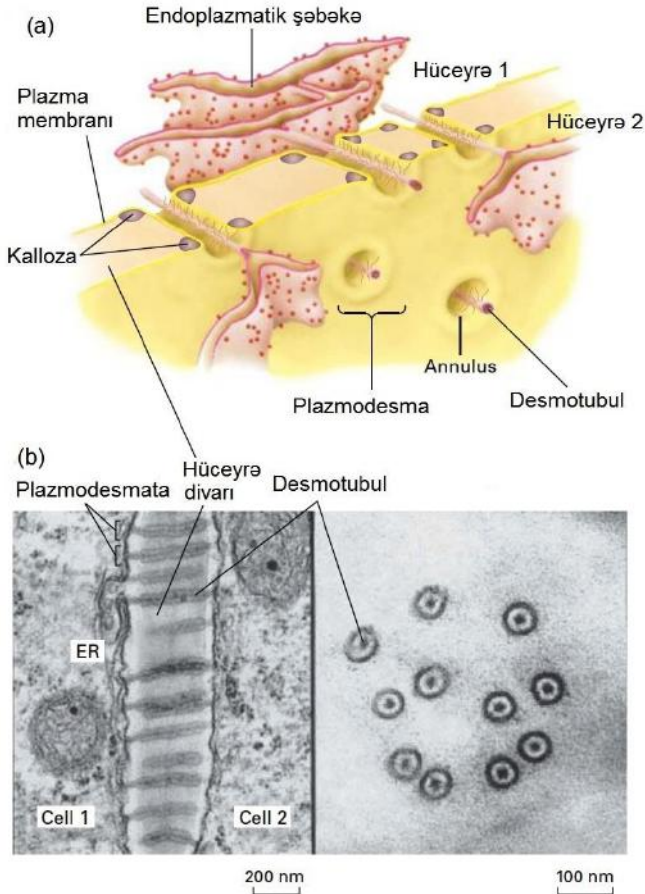 (a)
Endoplazmatik şəbəkə
Hüceyrə 1
Plazma
membranı
Hüceyrə 2
Kalloza
Annulus
Plazmodesma
Desmotubul
(b)
Hüceyrə
divarı
Desmotubul
Plazmodesmata
ER
Cell 1
Cell 2
200 nm
100 nm